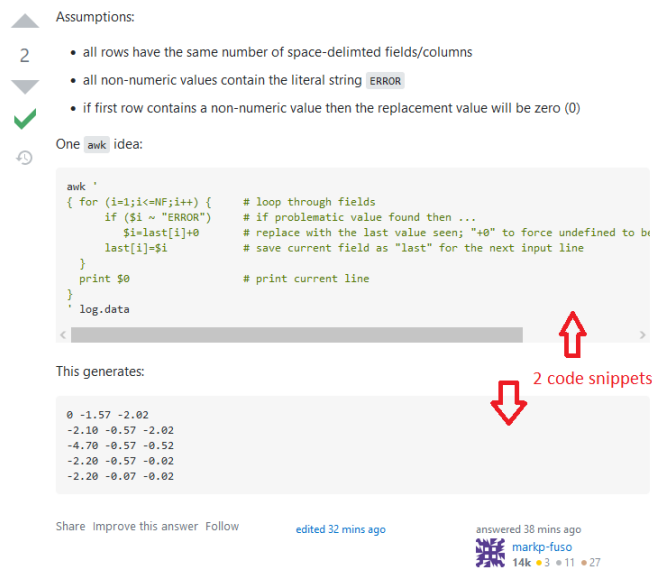 Assumptions:
2
• all rows have the same number of space-delimted fields/columns
• all non-numeric values contain the literal string ERROR
• if first row contains a non-numeric value then the replacement value will be zero (0)
One awk idea:
awk '
{ for (i=1;i<=NF;i++) {     # loop through fields
      if ($i ~ "ERROR")     # if problematic value found then ...
         $i=last[i]+0       # replace with the last value seen; "+0" to force undefined to be
      last[i]=$i            # save current field as "last" for the next input line
  }
  print $0                  # print current line
}
' log.data
This generates:
2 code snippets
0 -1.57 -2.02
-2.10 -0.57 -2.02
-4.70 -0.57 -0.52
-2.20 -0.57 -0.02
-2.20 -0.07 -0.02
Share Improve this answer Follow
edited 32 mins ago
answered 38 mins ago
markp-fuso
14k 3 11 27